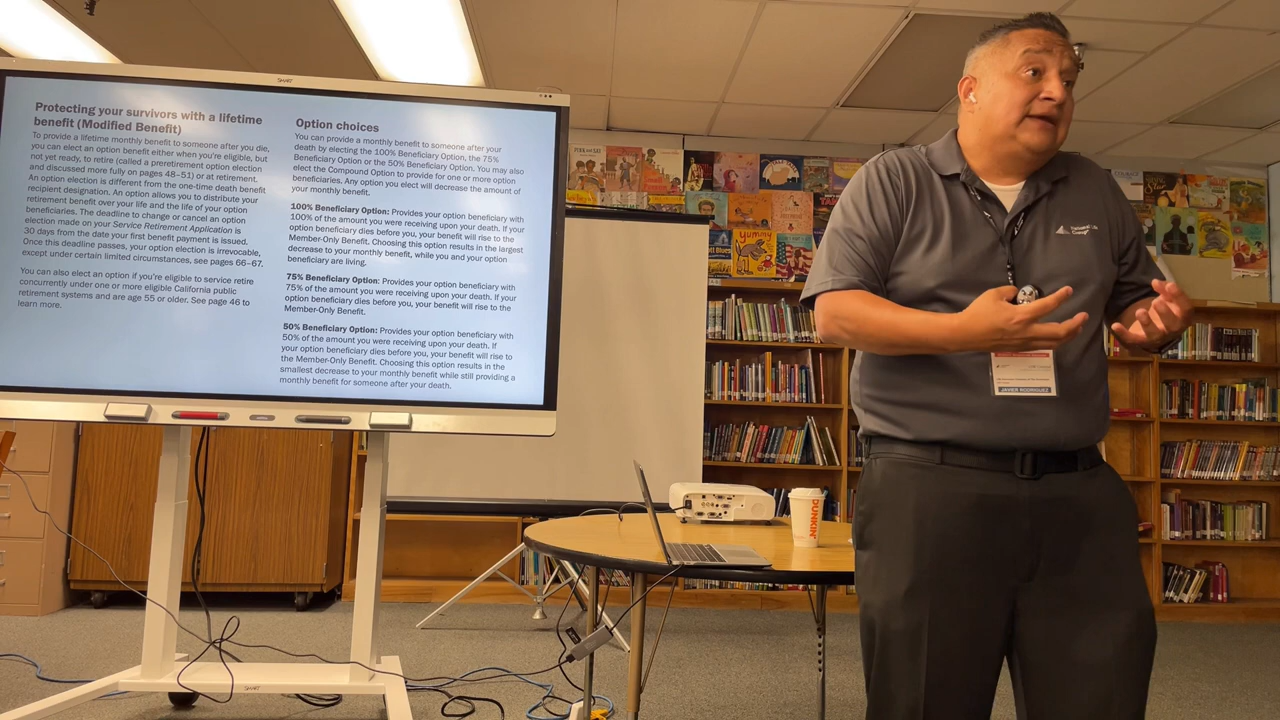 SMART
Protecting your survivors with a lifetime
benefit (Modified Benefit)
To provide a lifetime monthly benefit to someone after you die,
you can elect an option benefit either when you're eligible, but
not yet ready, to retire (called a preretirement option election
and discussed more fully on pages 48–51) or at retirement.
An option election is different from the one-time death benefit
recipient designation. An option allows you to distribute your
retirement benefit over your life and the life of your option
beneficiaries. The deadline to change or cancel an option
election made on your Service Retirement Application is
30 days from the date your first benefit payment is issued.
Once this deadline passes, your option election is irrevocable,
except under certain limited circumstances, see pages 66–67.
You can also elect an option if you're eligible to service retire
concurrently under one or more eligible California public
retirement systems and are age 55 or older. See page 46 to
learn more.
Option choices
You can provide a monthly benefit to someone after your
death by electing the 100% Beneficiary Option, the 75%
Beneficiary Option or the 50% Beneficiary Option. You may also
elect the Compound Option to provide for one or more option
beneficiaries. Any option you elect will decrease the amount of
your monthly benefit.
100% Beneficiary Option: Provides your option beneficiary with
100% of the amount you were receiving upon your death. If your
option beneficiary dies before you, your benefit will rise to the
Member-Only Benefit. Choosing this option results in the largest
decrease to your monthly benefit, while you and your option
beneficiary are living.
75% Beneficiary Option: Provides your option beneficiary with
75% of the amount you were receiving upon your death. If your
option beneficiary dies before you, your benefit will rise to the
Member-Only Benefit.
50% Beneficiary Option: Provides your option beneficiary with
50% of the amount you were receiving upon your death. If
your option beneficiary dies before you, your benefit will rise to
the Member-Only Benefit. Choosing this option results in the
smallest decrease to your monthly benefit while still providing a
monthly benefit for someone after your death.
SMART
yummy
DUNKIN'
JAVIER RODRIGUEZ